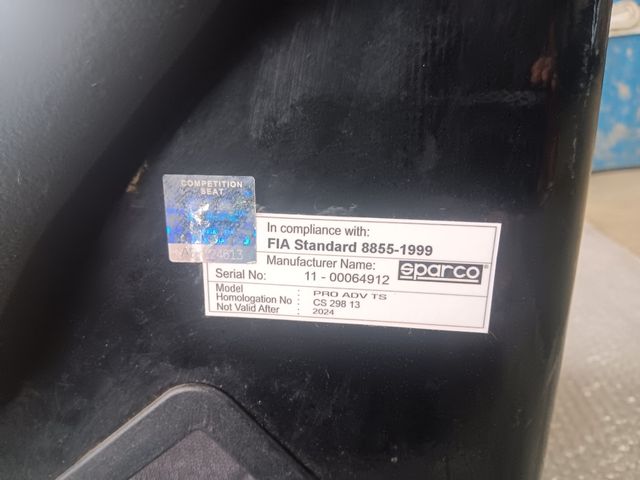 COMPETITION
SEAT
In compliance with:
FIA Standard 8855-1999
Manufacturer Name: sparco
Serial No: 11 - 00064912
Model : PRO ADV TS
Homologation No : CS 298 13
Not Valid After : 2024